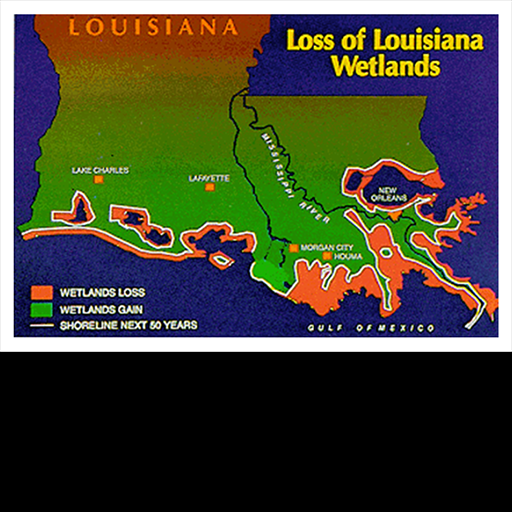 LOUISIANA
Loss of Louisiana
Wetlands
MISSISSIPPI RIVER
LAKE CHARLES
LAFAYETTE
NEW
ORLEANS
MORGAN CITY
HOUMA
WETLANDS LOSS
WETLANDS GAIN
SHORELINE NEXT 50 YEARS
GULF OF MEXICO